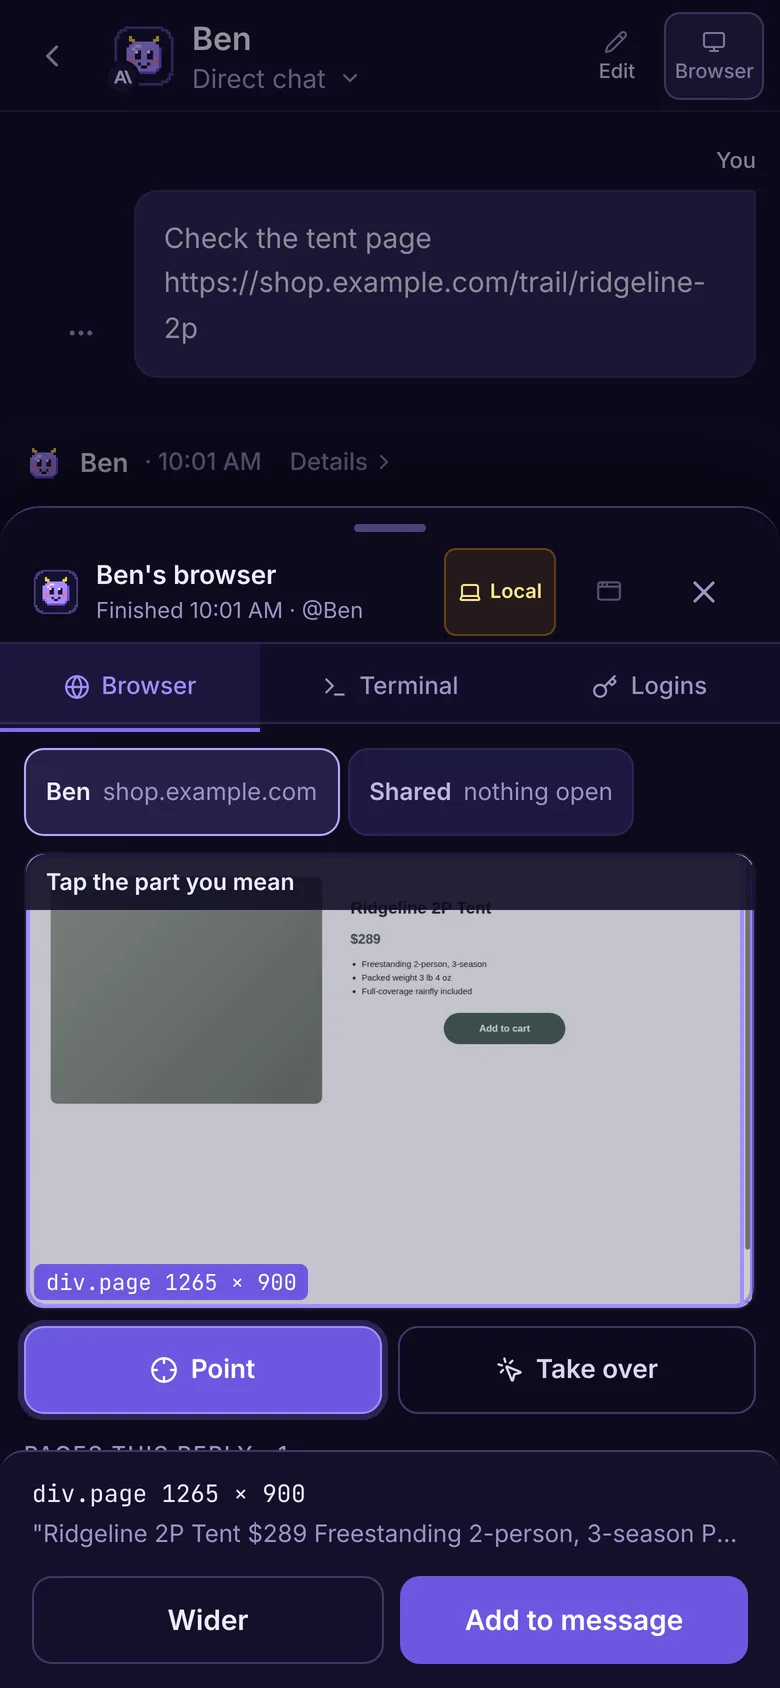 Ben
Direct chat
Edit
Browser
You
Check the tent page
https://shop.example.com/trail/ridgeline-
2p
Ben · 10:01 AM Details
Ben's browser
Finished 10:01 AM · @Ben
Local
Browser
Terminal
Logins
Ben shop.example.com
Shared nothing open
Tap the part you mean
Ridgeline 2P Tent
$289
• Freestanding 2-person, 3-season
• Packed weight 3 lb 4 oz
• Full-coverage rainfly included
Add to cart
div.page 1265 × 900
Point
Take over
PAGES THIS REPLY · 1
div.page 1265 × 900
"Ridgeline 2P Tent $289 Freestanding 2-person, 3-season P...
Wider
Add to message